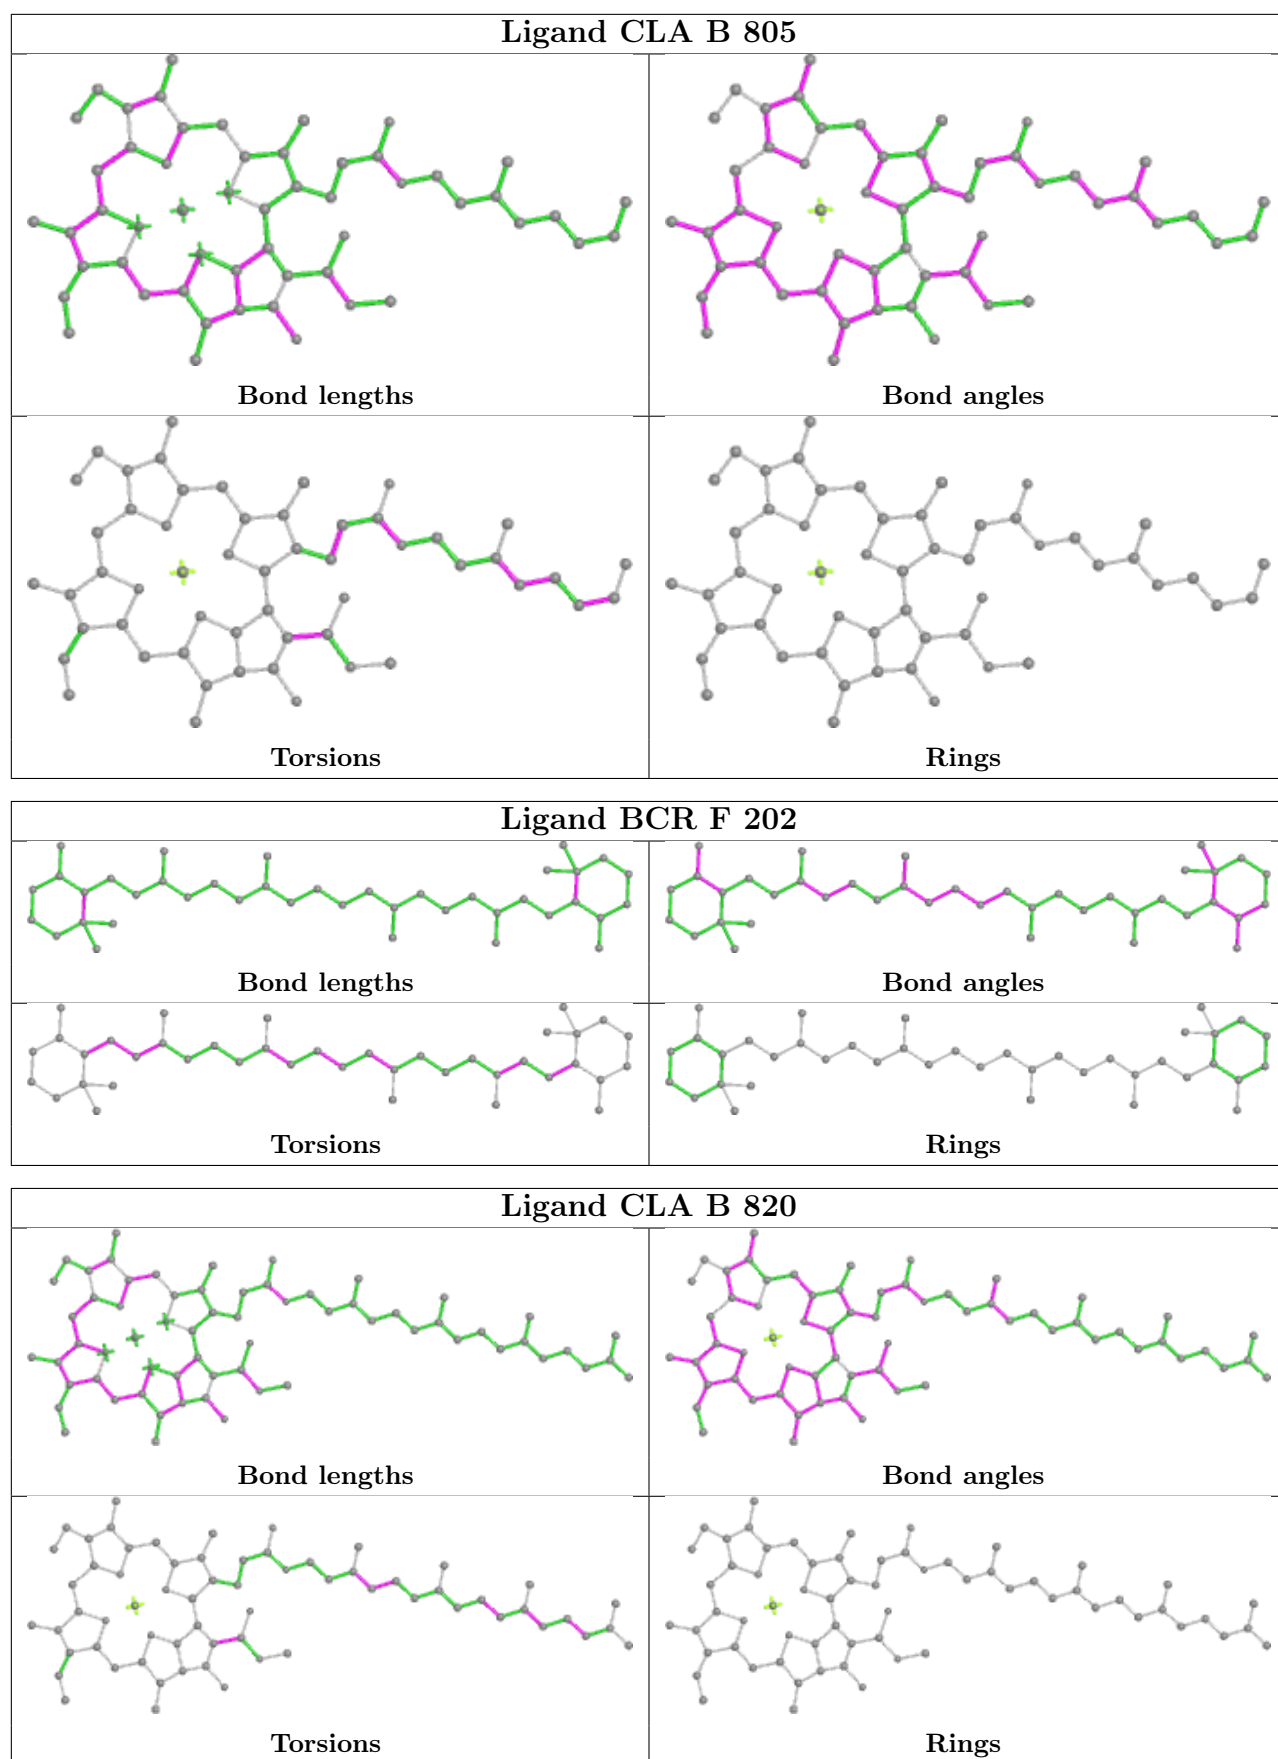 Ligand CLA B 805
Bond lengths
Bond angles
Torsions
Rings
Ligand BCR F 202
Bond lengths
Bond angles
Torsions
Rings
Ligand CLA B 820
Bond lengths
Bond angles
Torsions
Rings